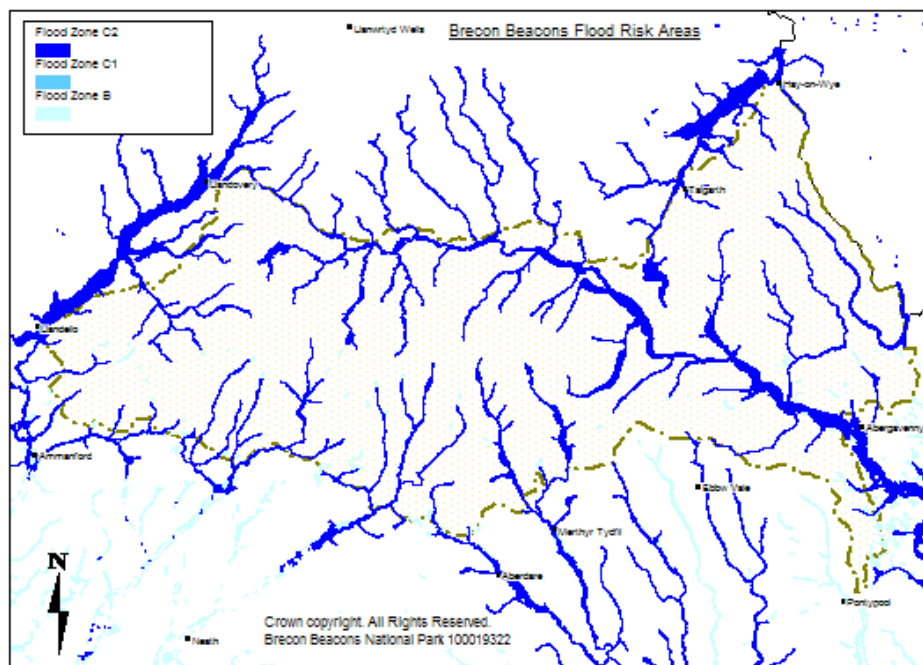 Flood Zone C2
Flood Zone C1
Flood Zone B
Llanwrtyd Wells
Brecon Beacons Flood Risk Areas
Hay-on-Wye
Llandovery
Talgarth
Llandeilo
Abergavenny
Ammanford
Ebbw Vale
Merthyr Tydfil
N
Aberdare
Pontypool
Crown copyright. All Rights Reserved.
Neath
Brecon Beacons National Park 100019322